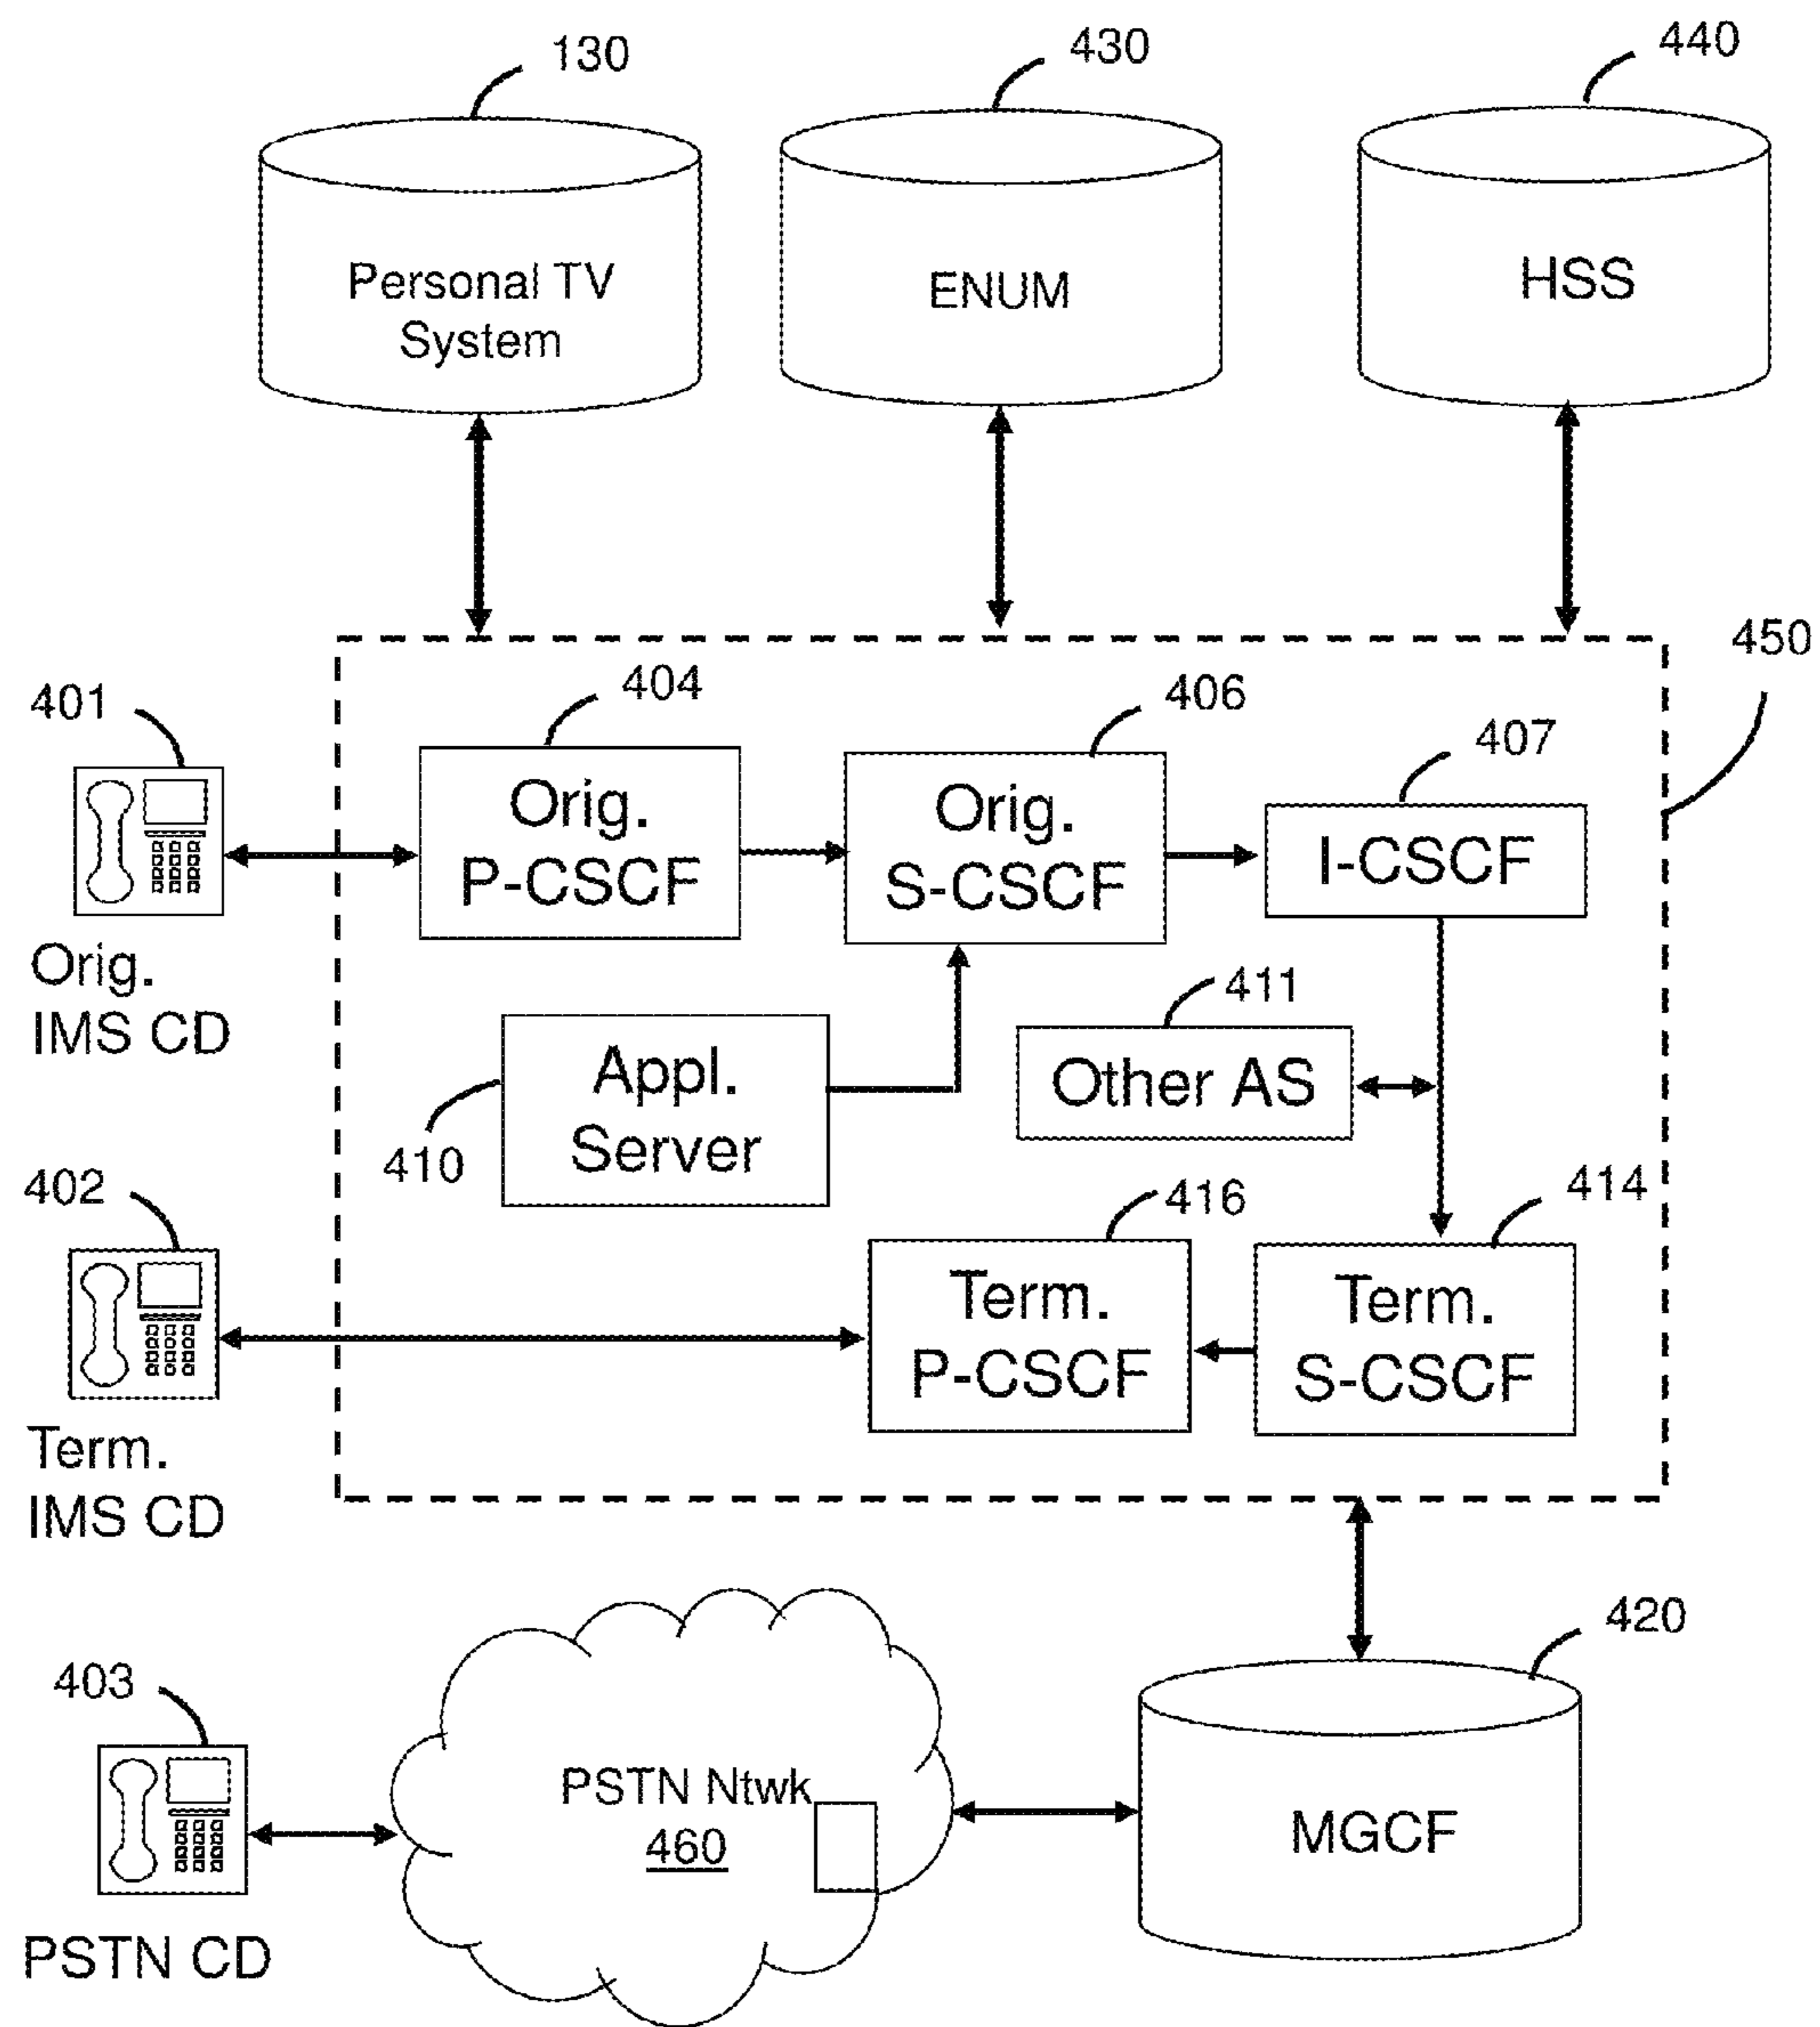 130
430
440
Personal TV
System
ENUM
HSS
450
404
406
407
401
Orig.
P-CSCF
Orig.
S-CSCF
I-CSCF
Orig.
IMS CD
411
Other AS
Appl.
Server
410
402
416
414
Term.
P-CSCF
Term.
S-CSCF
Term.
IMS CD
420
403
PSTN Ntwk
460
MGCF
PSTN CD